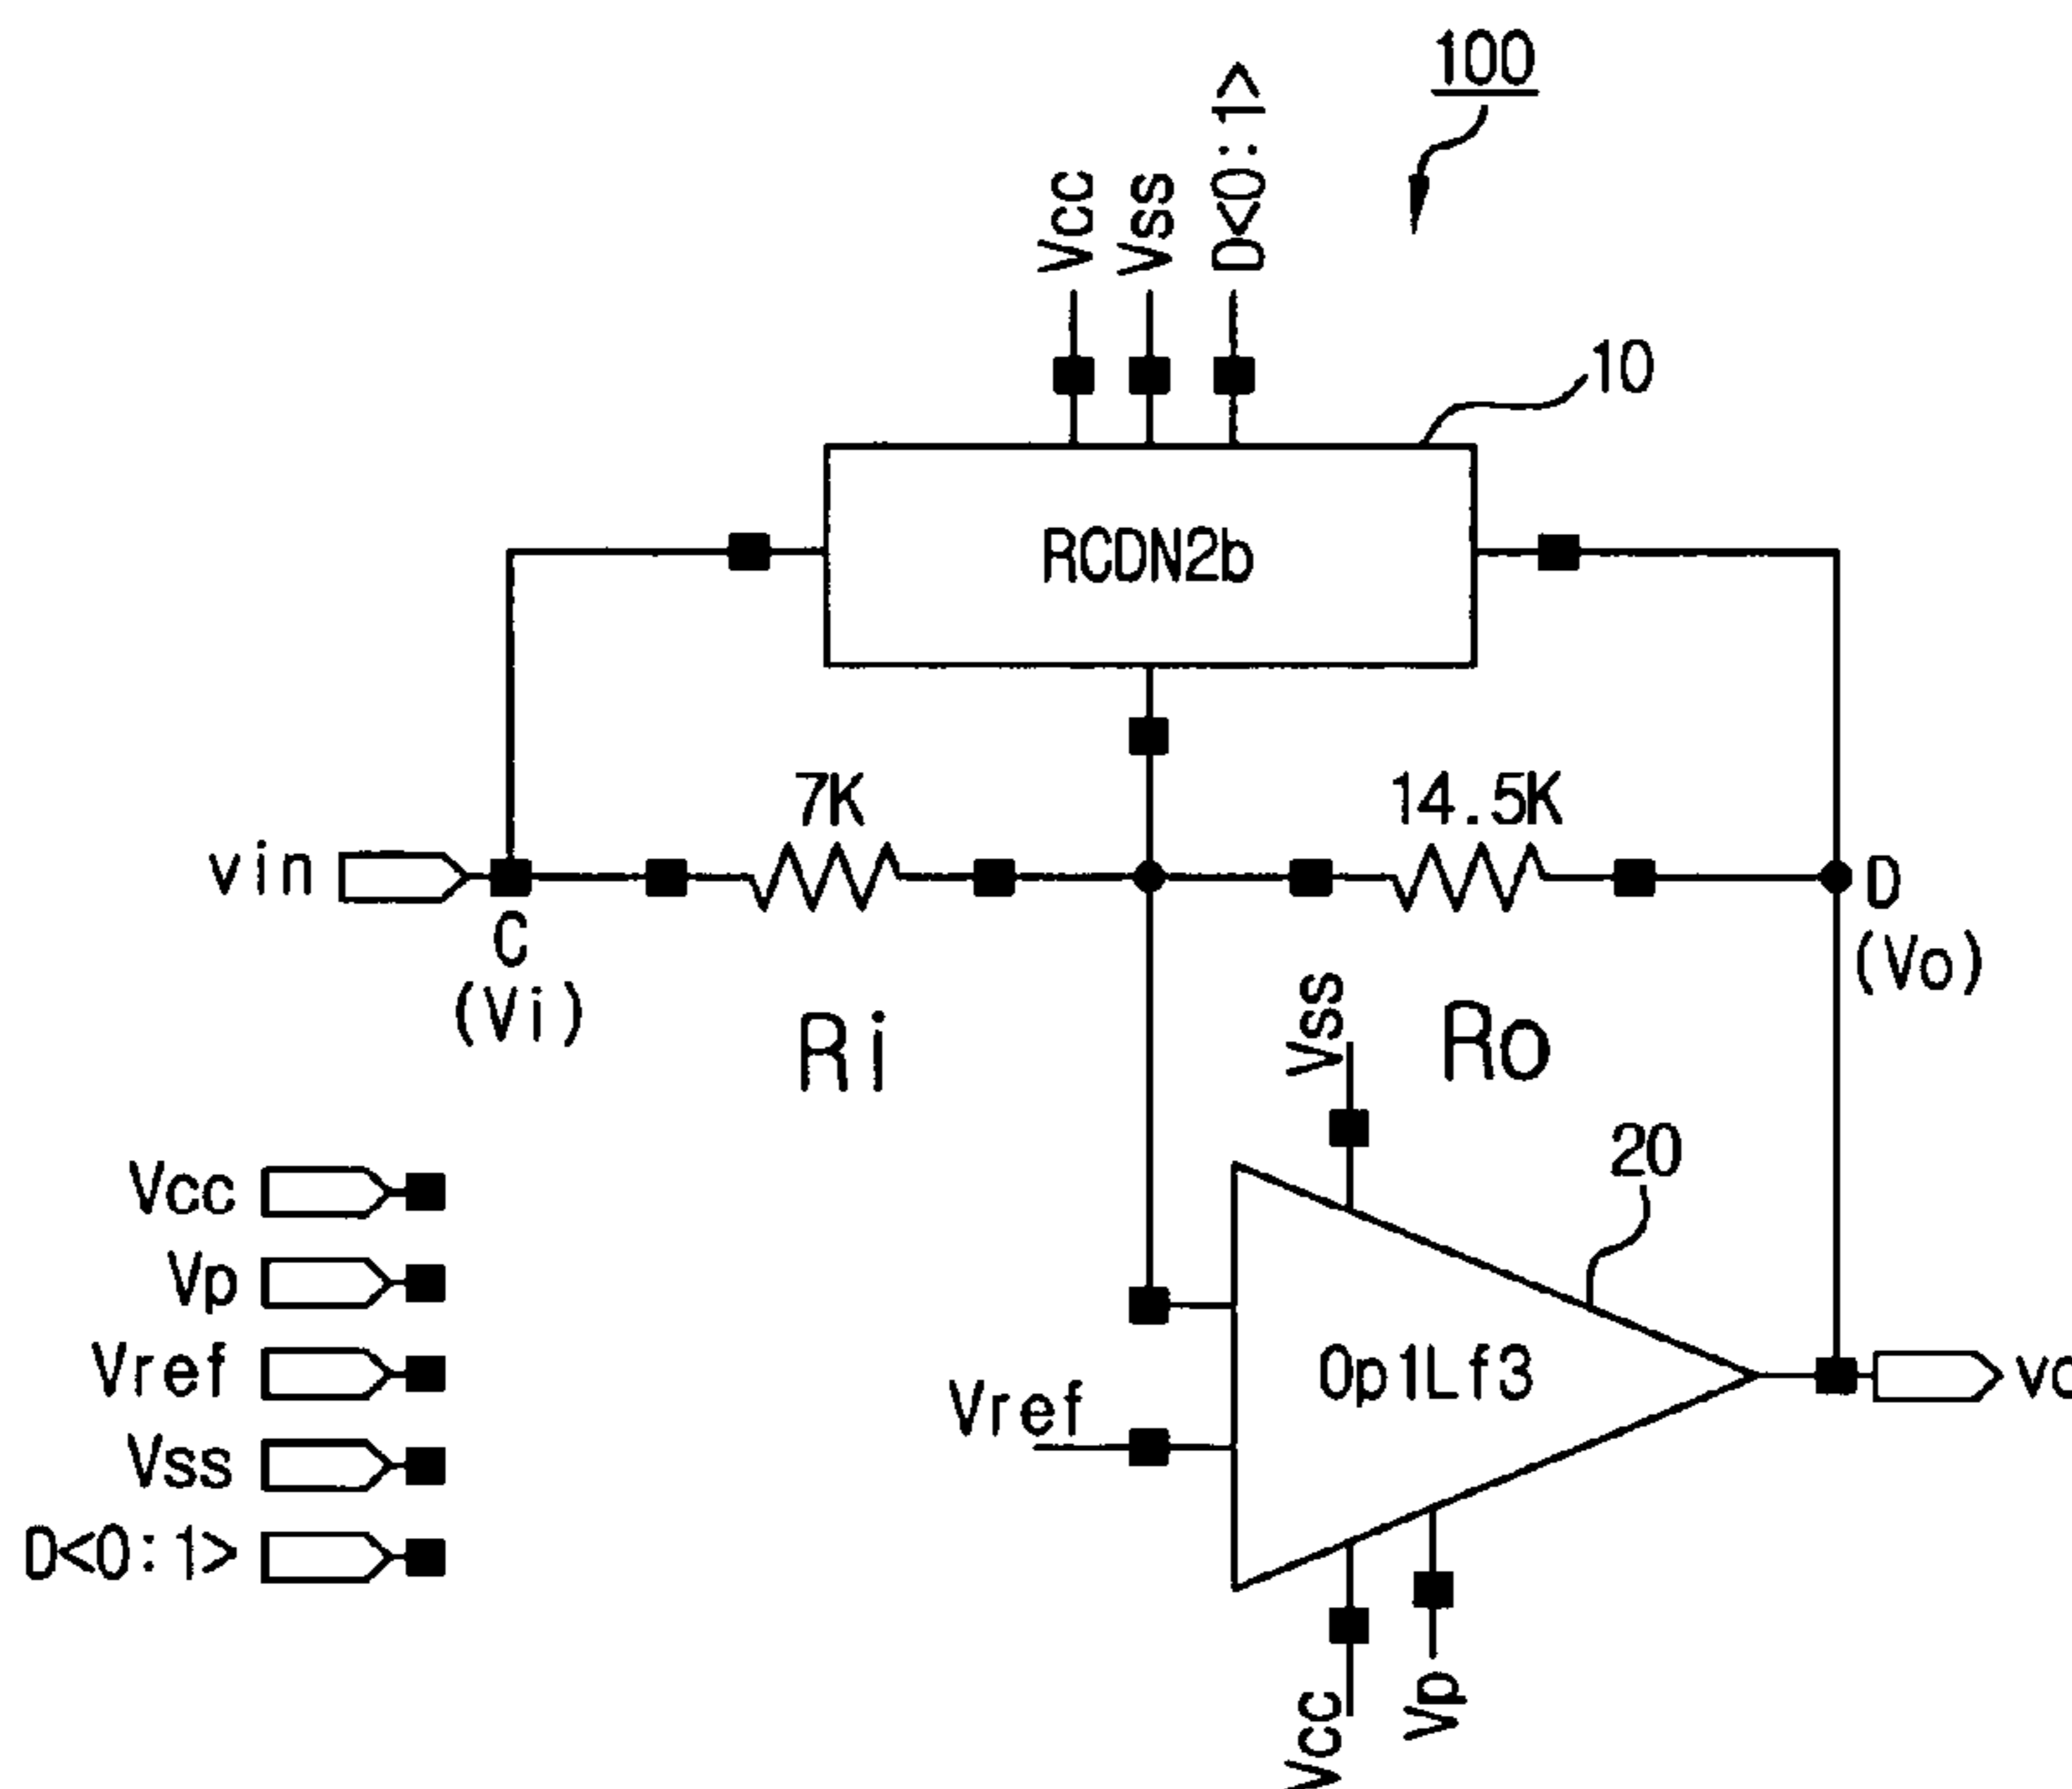 100
Vcc
Vss
D<0:1>
10
RCDN2b
7K
14.5K
vin
C
(Vi)
D
(Vo)
Ri
Ro
Vss
20
Vcc
Vp
Vref
Vss
D<0:1>
Op1Lf3
Vref
Vcc
Vp